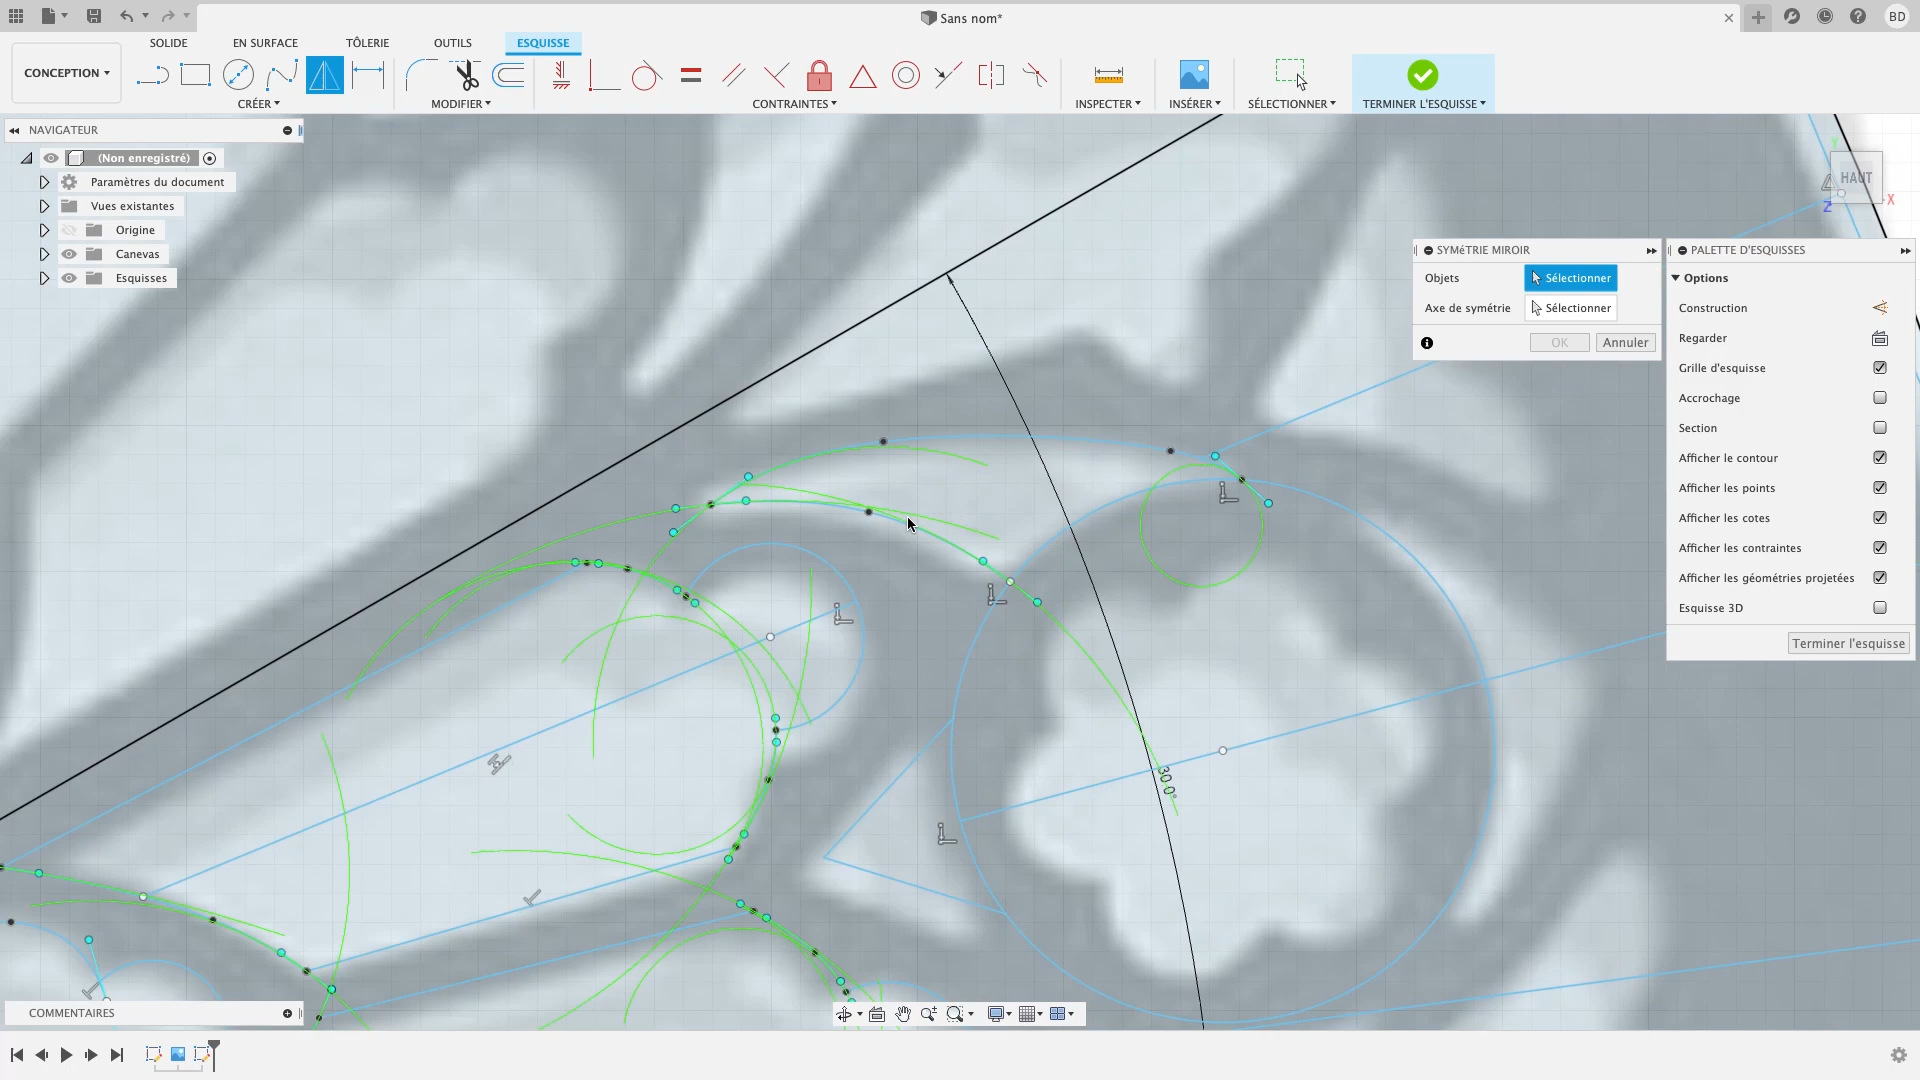 Sans nom*
BD
CONCEPTION
SOLIDE
EN SURFACE
TÔLERIE
OUTILS
ESQUISSE
CRÉER
MODIFIER
CONTRAINTES
INSPECTER
INSÉRER
SÉLECTIONNER
TERMINER L'ESQUISSE
NAVIGATEUR
(Non enregistré)
Paramètres du document
Vues existantes
Origine
Canevas
Esquisses
Y
HAUT
X
Z
SYMéTRIE MIROIR
Objets
Sélectionner
Axe de symétrie
Sélectionner
OK
Annuler
PALETTE D'ESQUISSES
Options
Construction
Regarder
Grille d'esquisse
Accrochage
Section
Afficher le contour
Afficher les points
Afficher les cotes
Afficher les contraintes
Afficher les géométries projetées
Esquisse 3D
Terminer l'esquisse
30.0°
COMMENTAIRES